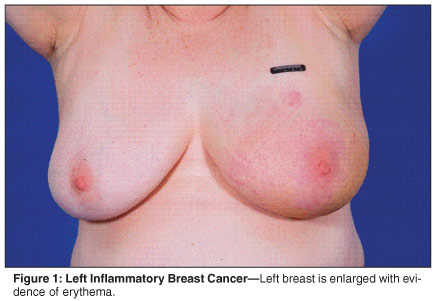 Figure 1: Left Inflammatory Breast Cancer—Left breast is enlarged with evi-
dence of erythema.